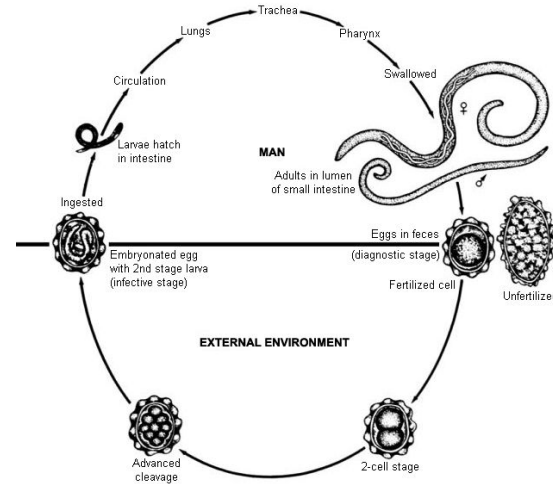 Trachea
Lungs
Pharynx
Circulation
Swallowed
♀
Larvae hatch
in intestine
MAN
Adults in lumen
of small intestine
♂
Ingested
Eggs in feces
(diagnostic stage)
Embryonated egg
with 2nd stage larva
(infective stage)
Fertilized cell
Unfertilize
EXTERNAL ENVIRONMENT
Advanced
cleavage
2-cell stage